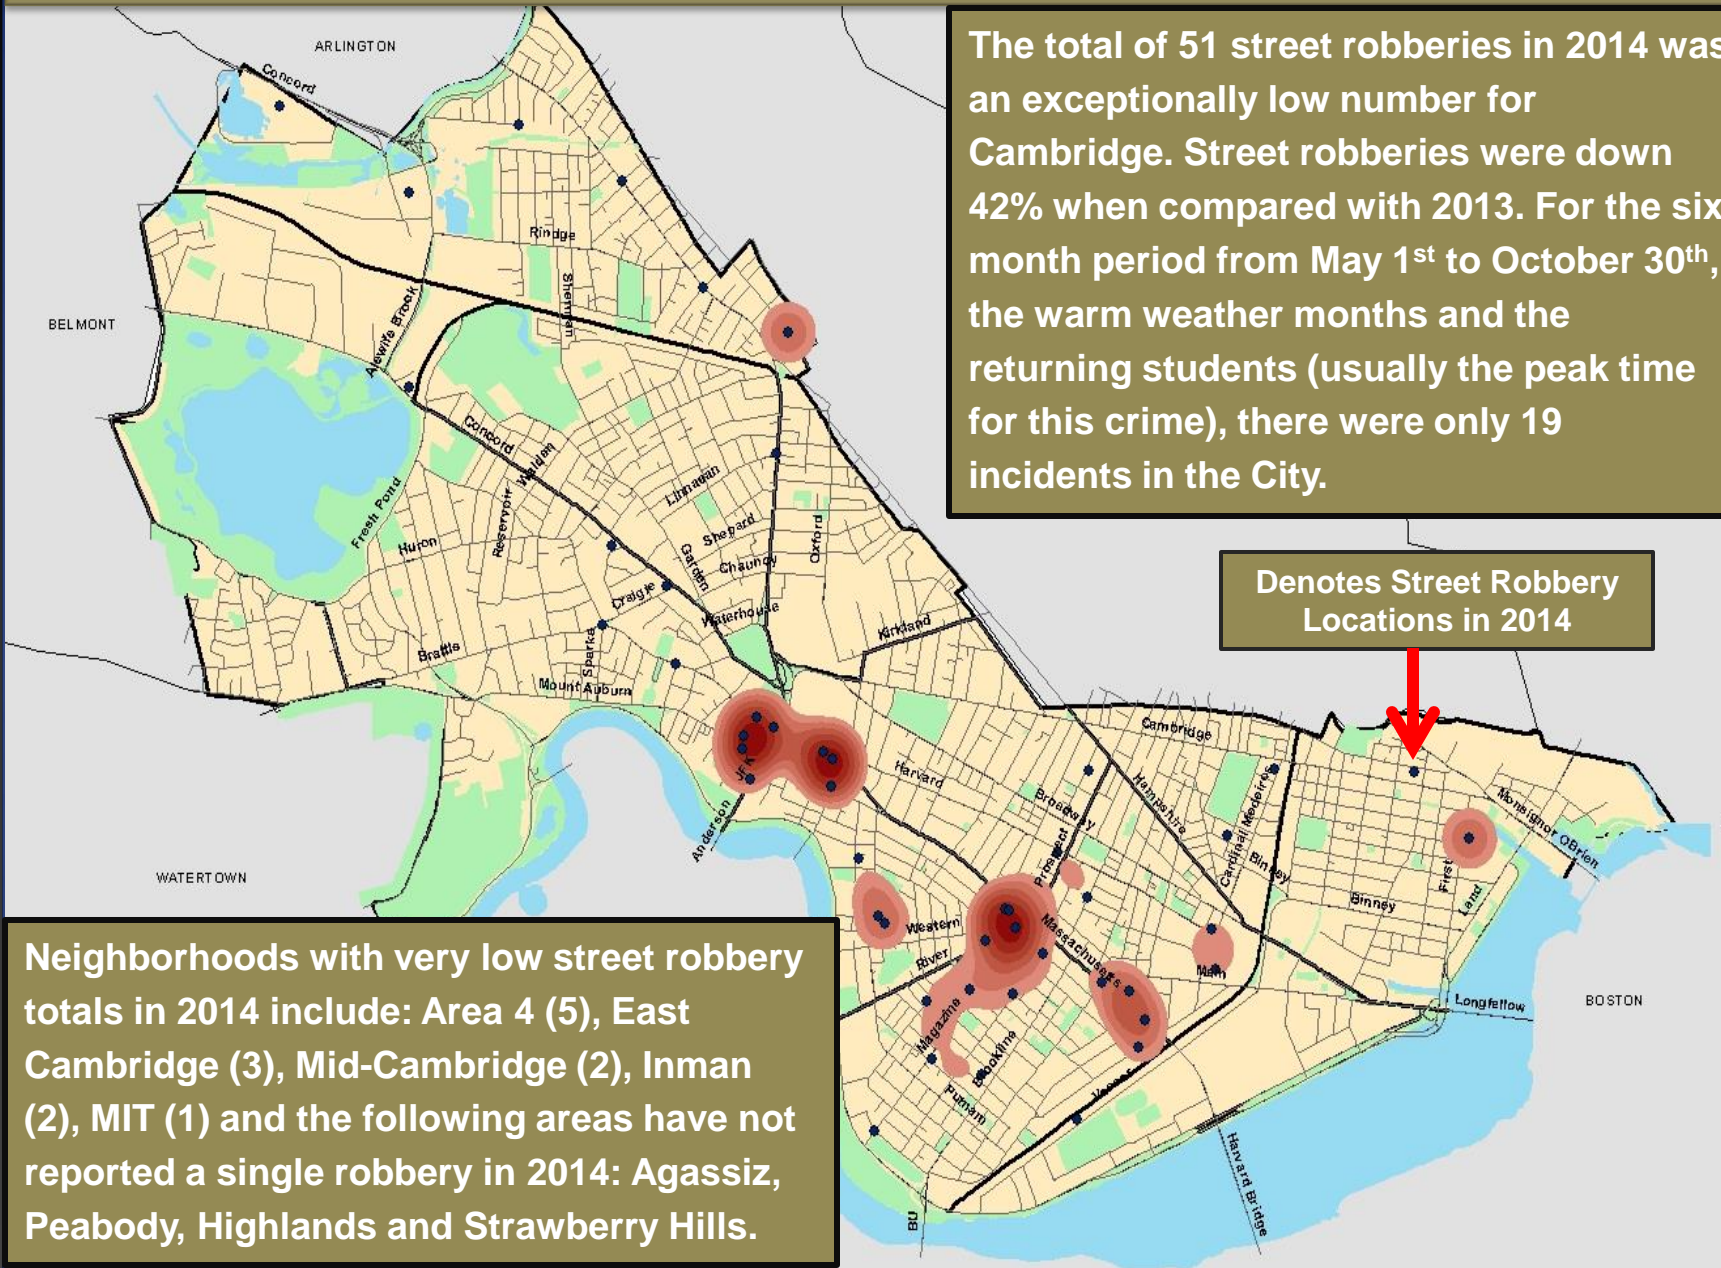 The total of 51 street robberies in 2014 was
an exceptionally low number for
Cambridge. Street robberies were down
42% when compared with 2013. For the six
month period from May 1st to October 30th,
the warm weather months and the
returning students (usually the peak time
for this crime), there were only 19
incidents in the City.
Denotes Street Robbery
Locations in 2014
Neighborhoods with very low street robbery
totals in 2014 include: Area 4 (5), East
Cambridge (3), Mid-Cambridge (2), Inman
(2), MIT (1) and the following areas have not
reported a single robbery in 2014: Agassiz,
Peabody, Highlands and Strawberry Hills.
ARLINGTON
Concord
Rindge
Sherman
BELMONT
Alewife Brook
Concord
Walden
Linnaean
Reservoir
Shepard
Oxford
Fresh Pond
Huron
Garden
Chauncy
Craigie
Waterhouse
Kirkland
Sparks
Brattle
Mount Auburn
Cambridge
JFK
Harvard
Hampshire
Cardinal Medeiros
Broadway
Monsignor OBrien
Anderson
Prospect
WATERTOWN
Binney
First
Land
Binney
Western
Massachusetts
River
Main
Longfellow
BOSTON
Magazine
Brookline
Vassar
Putnam
Harvard Bridge
BU